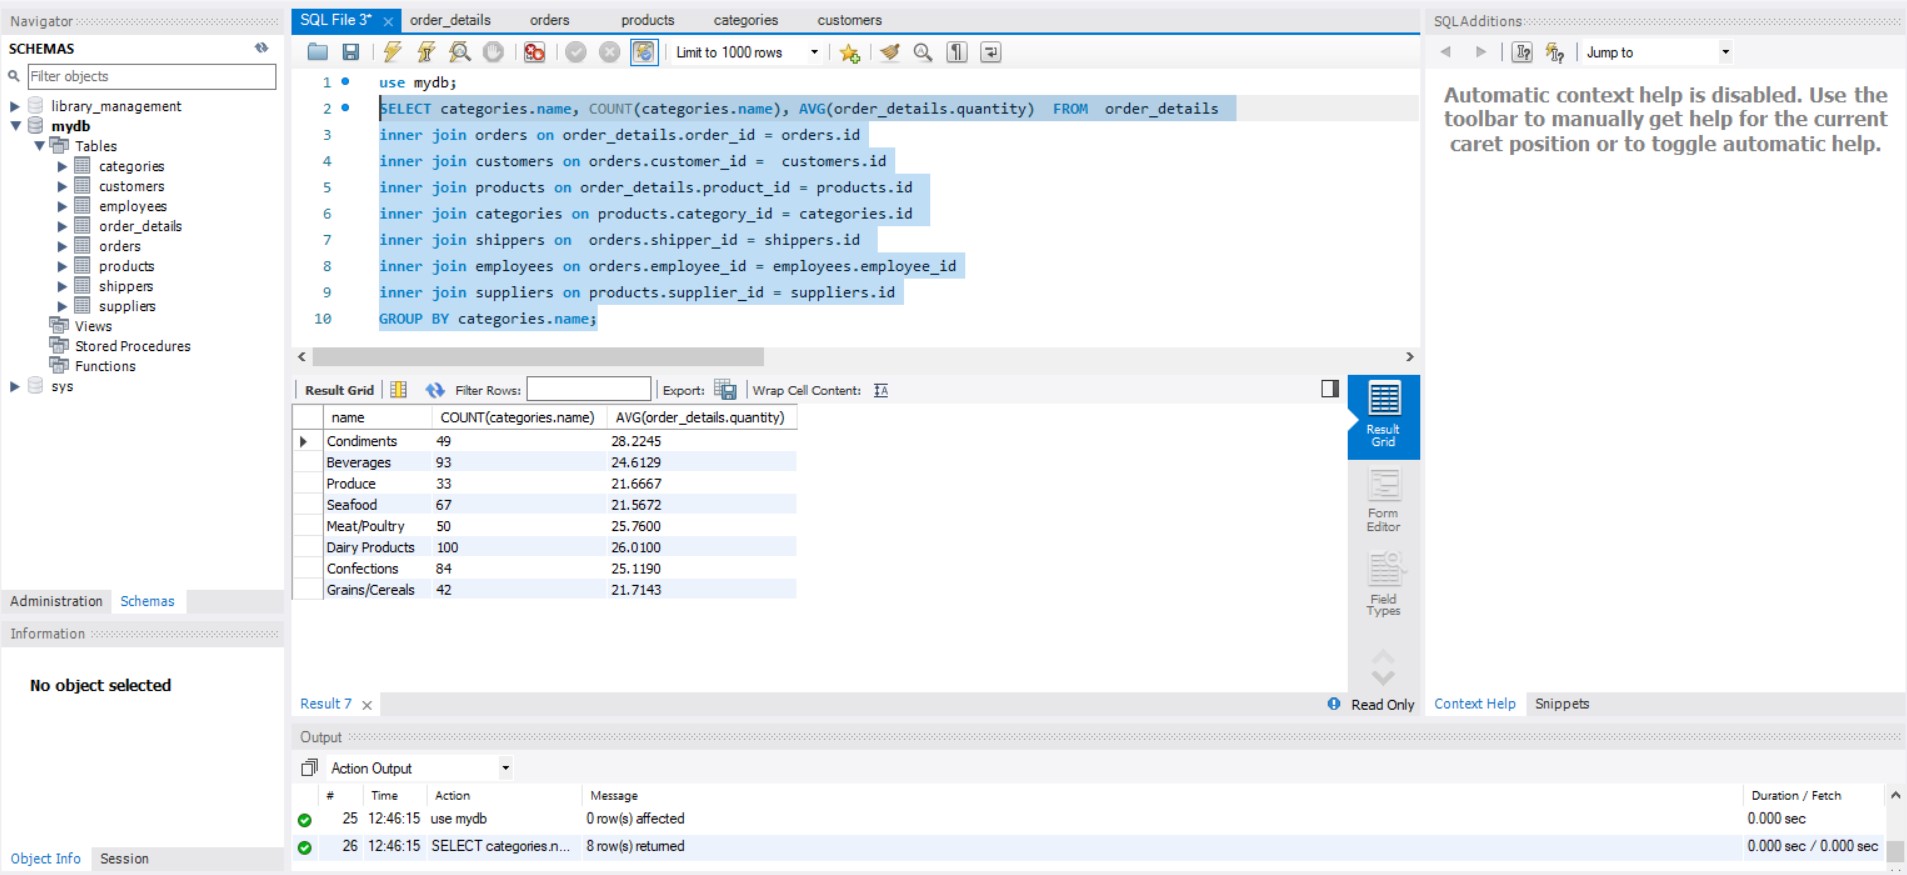 Navigator
SCHEMAS
Filter objects
library_management
mydb
Tables
categories
customers
employees
order_details
orders
products
shippers
suppliers
Views
Stored Procedures
Functions
sys
Administration Schemas
Information
No object selected
Object Info Session
SQL File 3* order_details orders products categories customers
Limit to 1000 rows
1 use mydb;
2 SELECT categories.name, COUNT(categories.name), AVG(order_details.quantity)  FROM  order_details
3 inner join orders on order_details.order_id = orders.id
4 inner join customers on orders.customer_id =  customers.id
5 inner join products on order_details.product_id = products.id
6 inner join categories on products.category_id = categories.id
7 inner join shippers on  orders.shipper_id = shippers.id
8 inner join employees on orders.employee_id = employees.employee_id
9 inner join suppliers on products.supplier_id = suppliers.id
10 GROUP BY categories.name;
Result Grid Filter Rows: Export: Wrap Cell Content:
name COUNT(categories.name) AVG(order_details.quantity)
Condiments 49 28.2245
Beverages 93 24.6129
Produce 33 21.6667
Seafood 67 21.5672
Meat/Poultry 50 25.7600
Dairy Products 100 26.0100
Confections 84 25.1190
Grains/Cereals 42 21.7143
Result
Grid
Form
Editor
Field
Types
Result 7 Read Only
SQLAdditions
Jump to
Automatic context help is disabled. Use the
toolbar to manually get help for the current
caret position or to toggle automatic help.
Context Help Snippets
Output
Action Output
# Time Action Message Duration / Fetch
25 12:46:15 use mydb 0 row(s) affected 0.000 sec
26 12:46:15 SELECT categories.n... 8 row(s) returned 0.000 sec / 0.000 sec